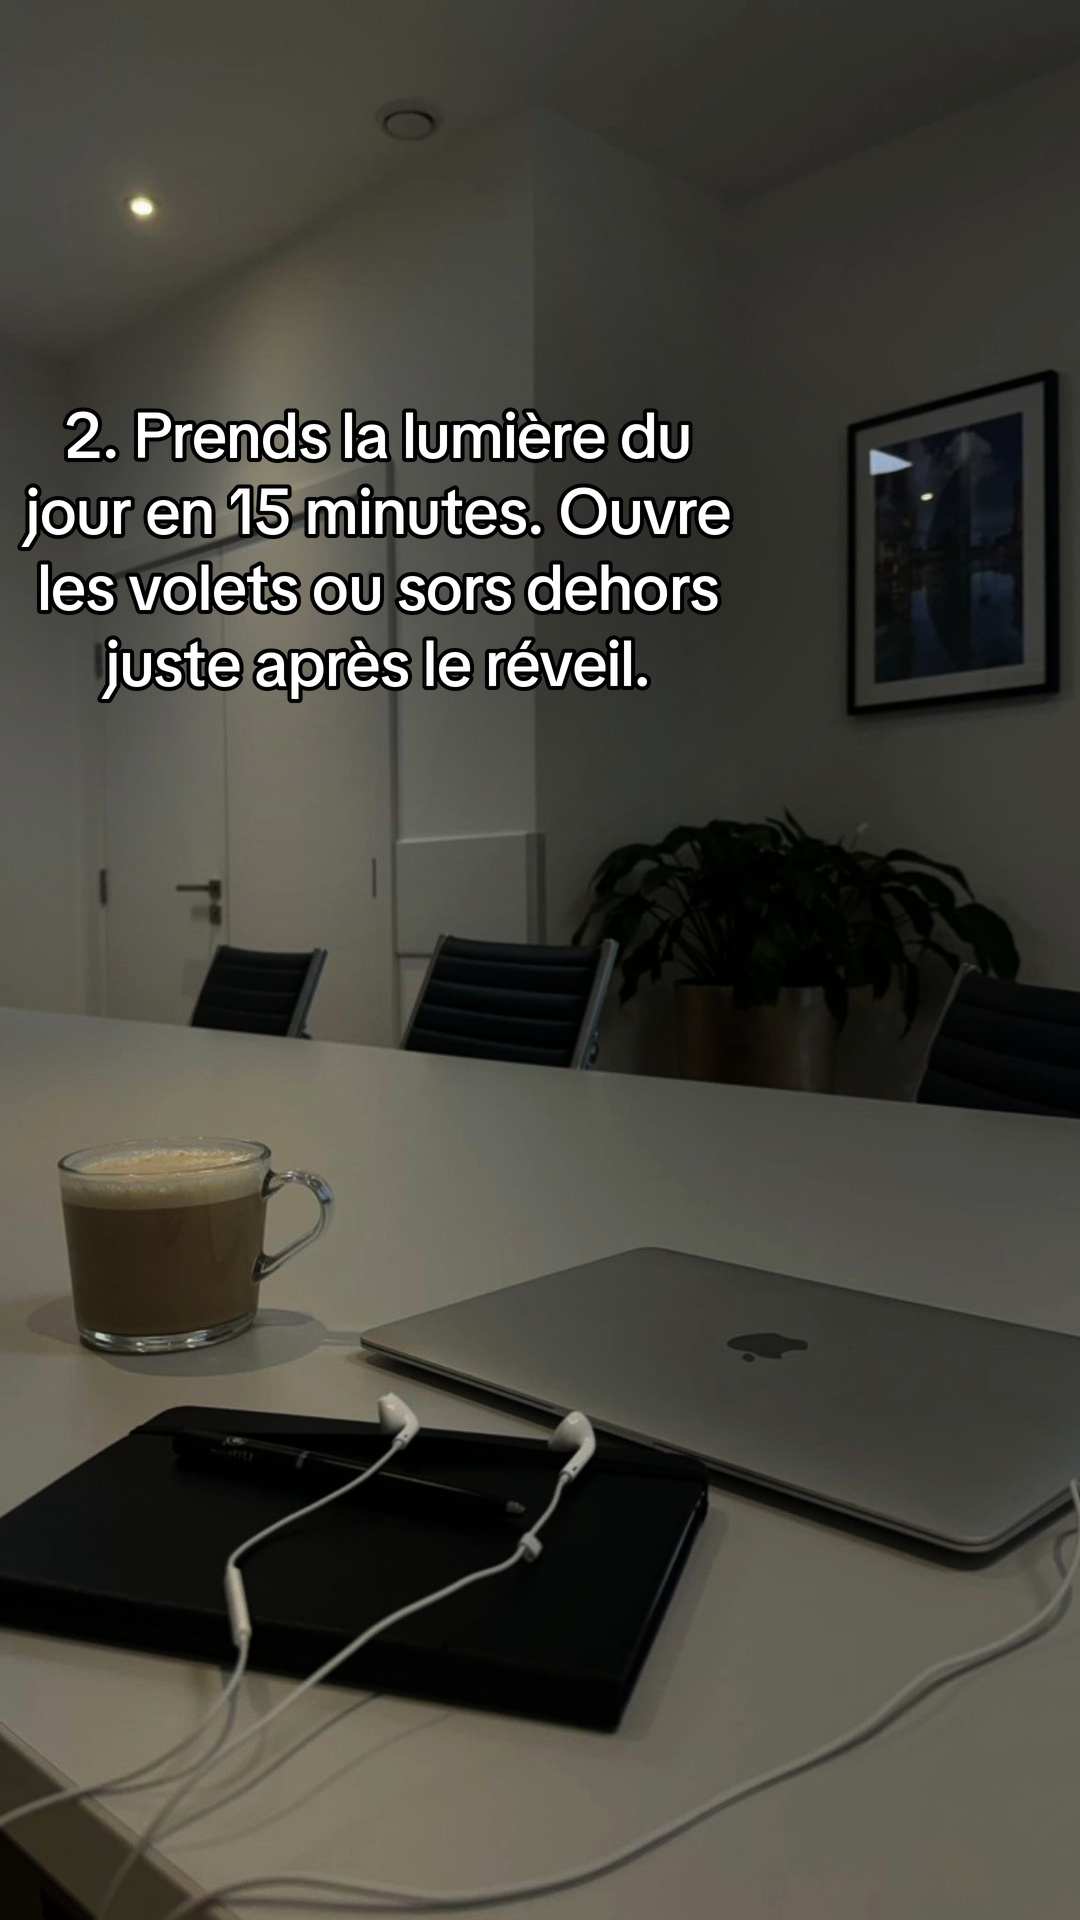 2. Prends la lumière du
jour en 15 minutes. Ouvre
les volets ou sors dehors
juste après le réveil.